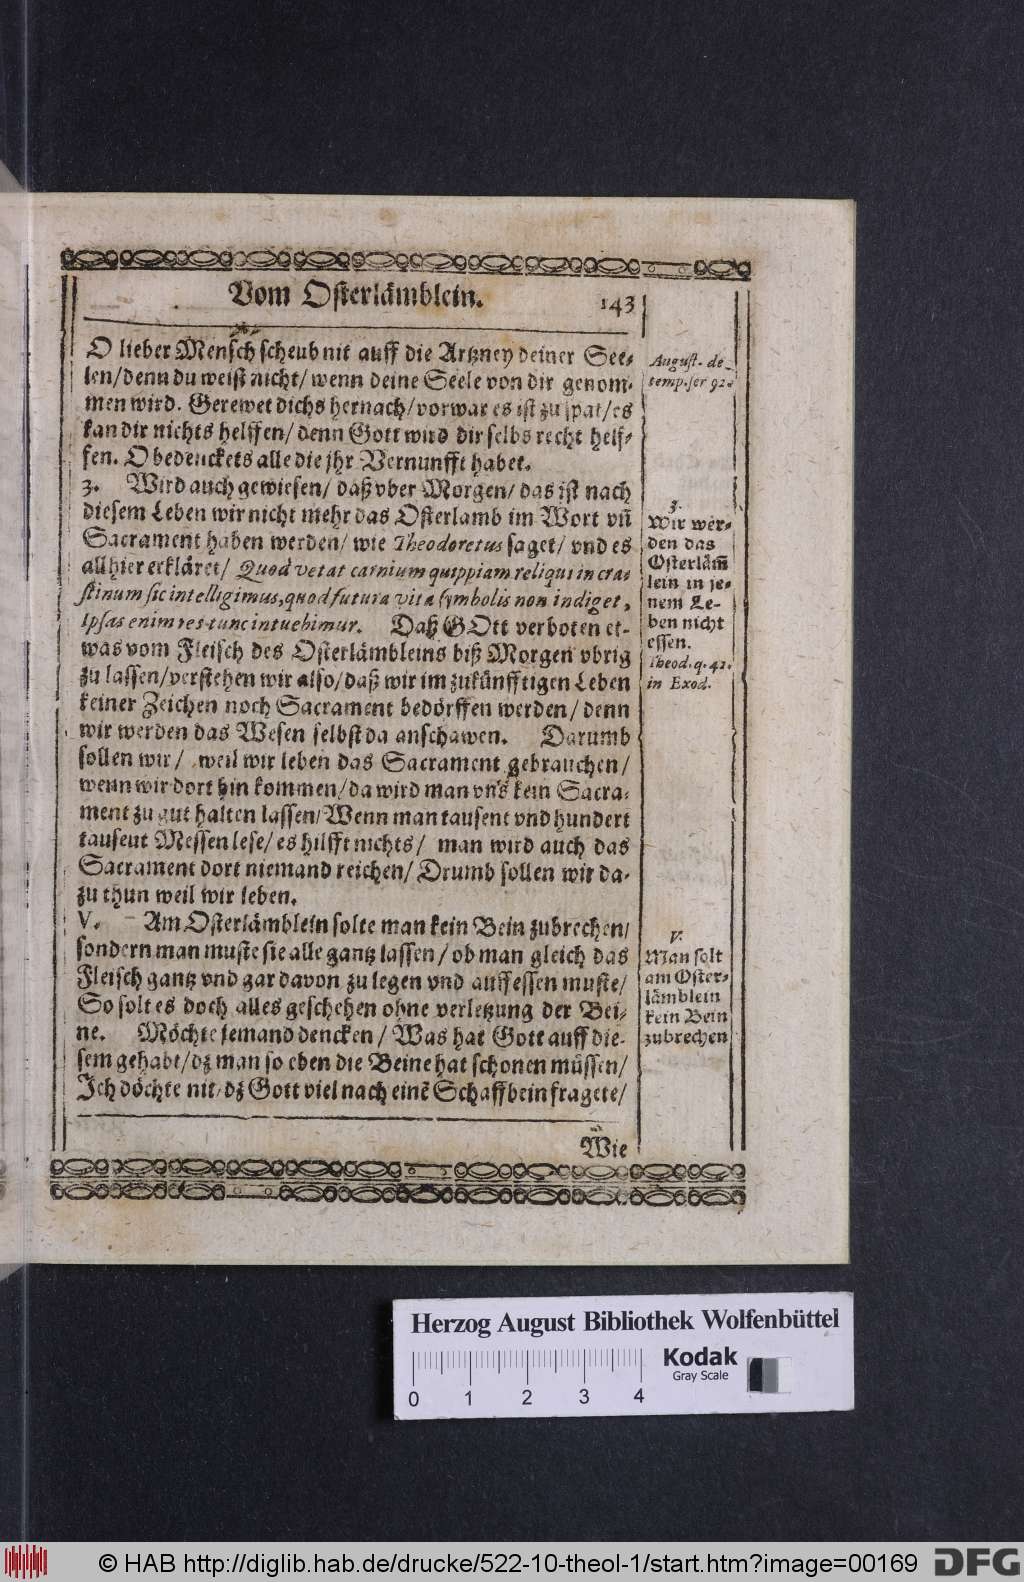 Vom Osterlämblein. 143
O lieber Mensch scheub nit auff die Artzney deiner See-
len/ denn du weist nicht/ wenn deine Seele von dir genom-
men wird. Gerewet dichs hernach/ vorwar es ist zu spat/ es
kan dir nichts helffen/ denn Gott wird dir selbs recht helf-
fen. O bedenckets alle die jhr Vernunfft habet.
August. de
temp. ser 92.
3. Wird auch gewiesen/ daß vber Morgen/ das ist nach
diesem Leben wir nicht mehr das Osterlamb im Wort vñ
Sacrament haben werden/ wie Theodoretus saget/ vnd es
allhier erkläret/ Quod vetat carnium quippiam reliqui in cra-
stinum sic intelligimus, quod futura vita symbolis non indiget,
Ipsas enim res tunc intuebimur. Daß GOtt verboten et-
was vom Fleisch des Osterlämbleins biß Morgen vbrig
zu lassen/ verstehen wir also/ daß wir im zukünfftigen Leben
keiner Zeichen noch Sacrament bedörffen werden/ denn
wir werden das Wesen selbst da anschawen. Darumb
sollen wir/ weil wir leben das Sacrament gebrauchen/
wenn wir dort hin kommen/ da wird man vns kein Sacra-
ment zu gut halten lassen/ Wenn man tausent vnd hundert
tauseut Messen lese/ es hilfft nichts/ man wird auch das
Sacrament dort niemand reichen/ Drumb sollen wir da-
zu thun weil wir leben.
3.
Wir wer-
den das
Osterläm̃
lein in je-
nem Le-
ben nicht
essen.
Theod. q. 42.
in Exod.
V. Am Osterlämblein solte man kein Bein zubrechen/
sondern man muste sie alle gantz lassen/ ob man gleich das
Fleisch gantz vnd gar davon zu legen vnd auffessen muste/
So solt es doch alles geschehen ohne verletzung der Bei-
ne. Möchte jemand dencken/ Was hat Gott auff die-
sem gehabt/ dz man so eben die Beine hat schonen müssen/
Ich döchte nit/ dz Gott viel nach einē Schaffbein fragete/
V.
Man solt
am Oster-
lämblein
kein Bein
zubrechen
Wie
Herzog August Bibliothek Wolfenbüttel
Kodak
Gray Scale
0 1 2 3 4
© HAB http://diglib.hab.de/drucke/522-10-theol-1/start.htm?image=00169
DFG